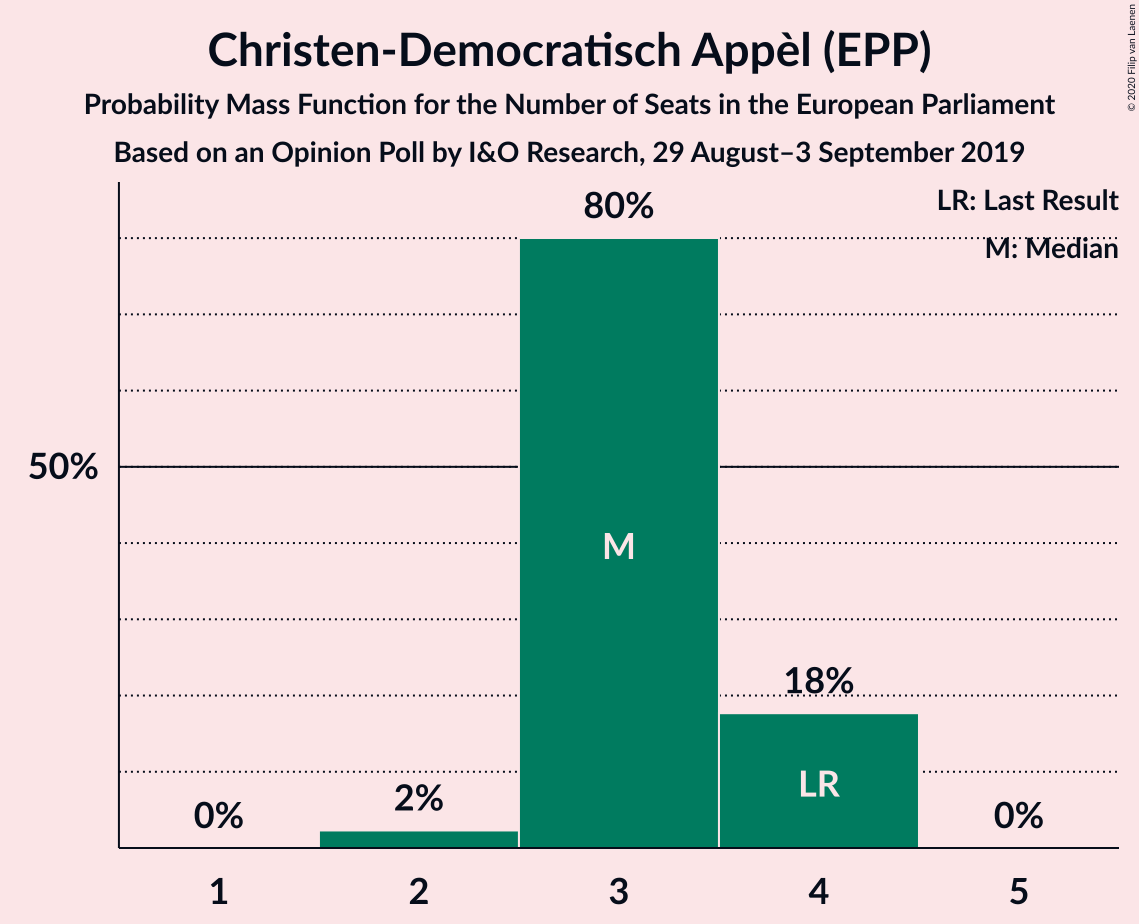 Christen-Democratisch Appèl (EPP)
Probability Mass Function for the Number of Seats in the European Parliament
Based on an Opinion Poll by I&O Research, 29 August–3 September 2019
© 2020 Filip van Laenen
LR: Last Result
M: Median
80%
50%
M
18%
LR
2%
0%
0%
1 2 3 4 5